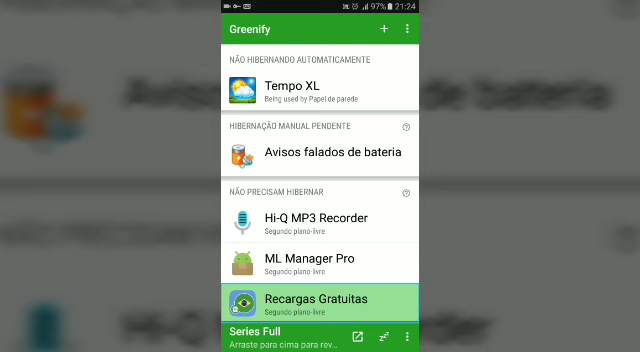 97% 21:24
Greenify
NÃO HIBERNANDO AUTOMATICAMENTE
Tempo XL
Being used by Papel de parede
HIBERNAÇÃO MANUAL PENDENTE
Avisos falados de bateria
NÃO PRECISAM HIBERNAR
Hi-Q MP3 Recorder
Segundo plano-livre
ML Manager Pro
Segundo plano-livre
Recargas Gratuitas
Segundo plano-livre
Series Full
Arraste para cima para rev...